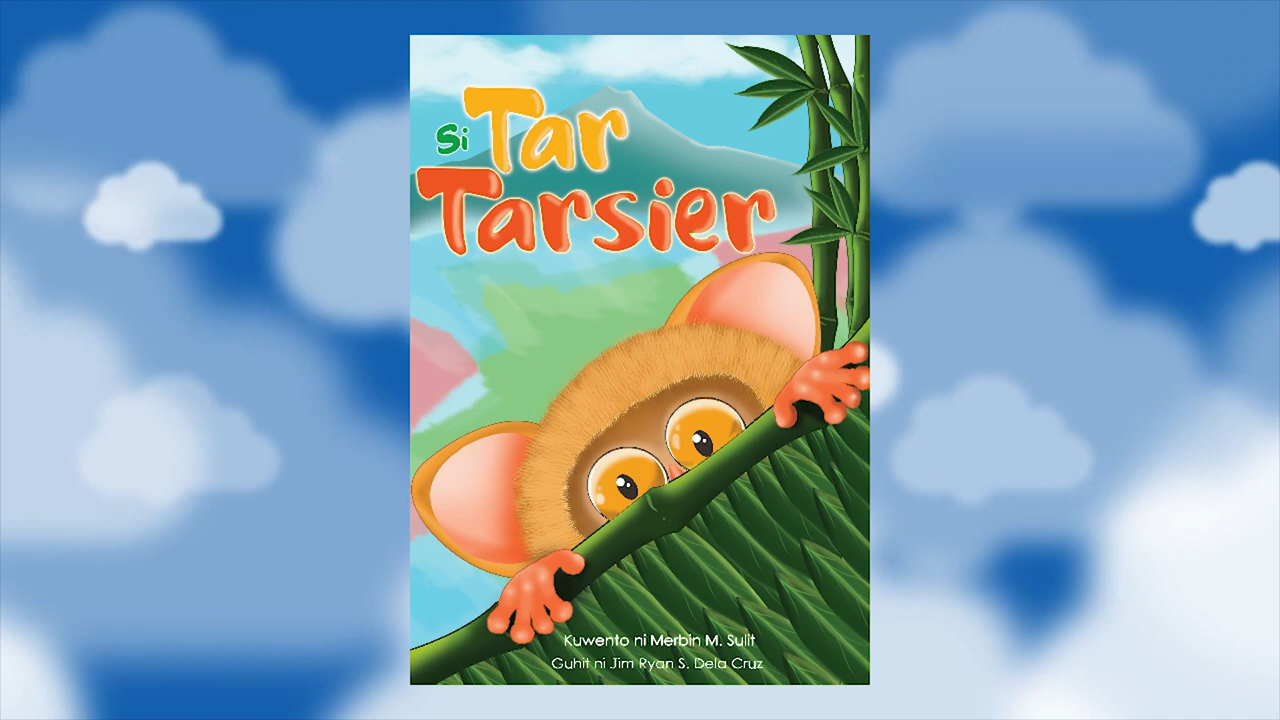 Si Tar
Tarsier
Kuwento ni Merbin M. Sulit
Guhit ni Jim Ryan S. Dela Cruz